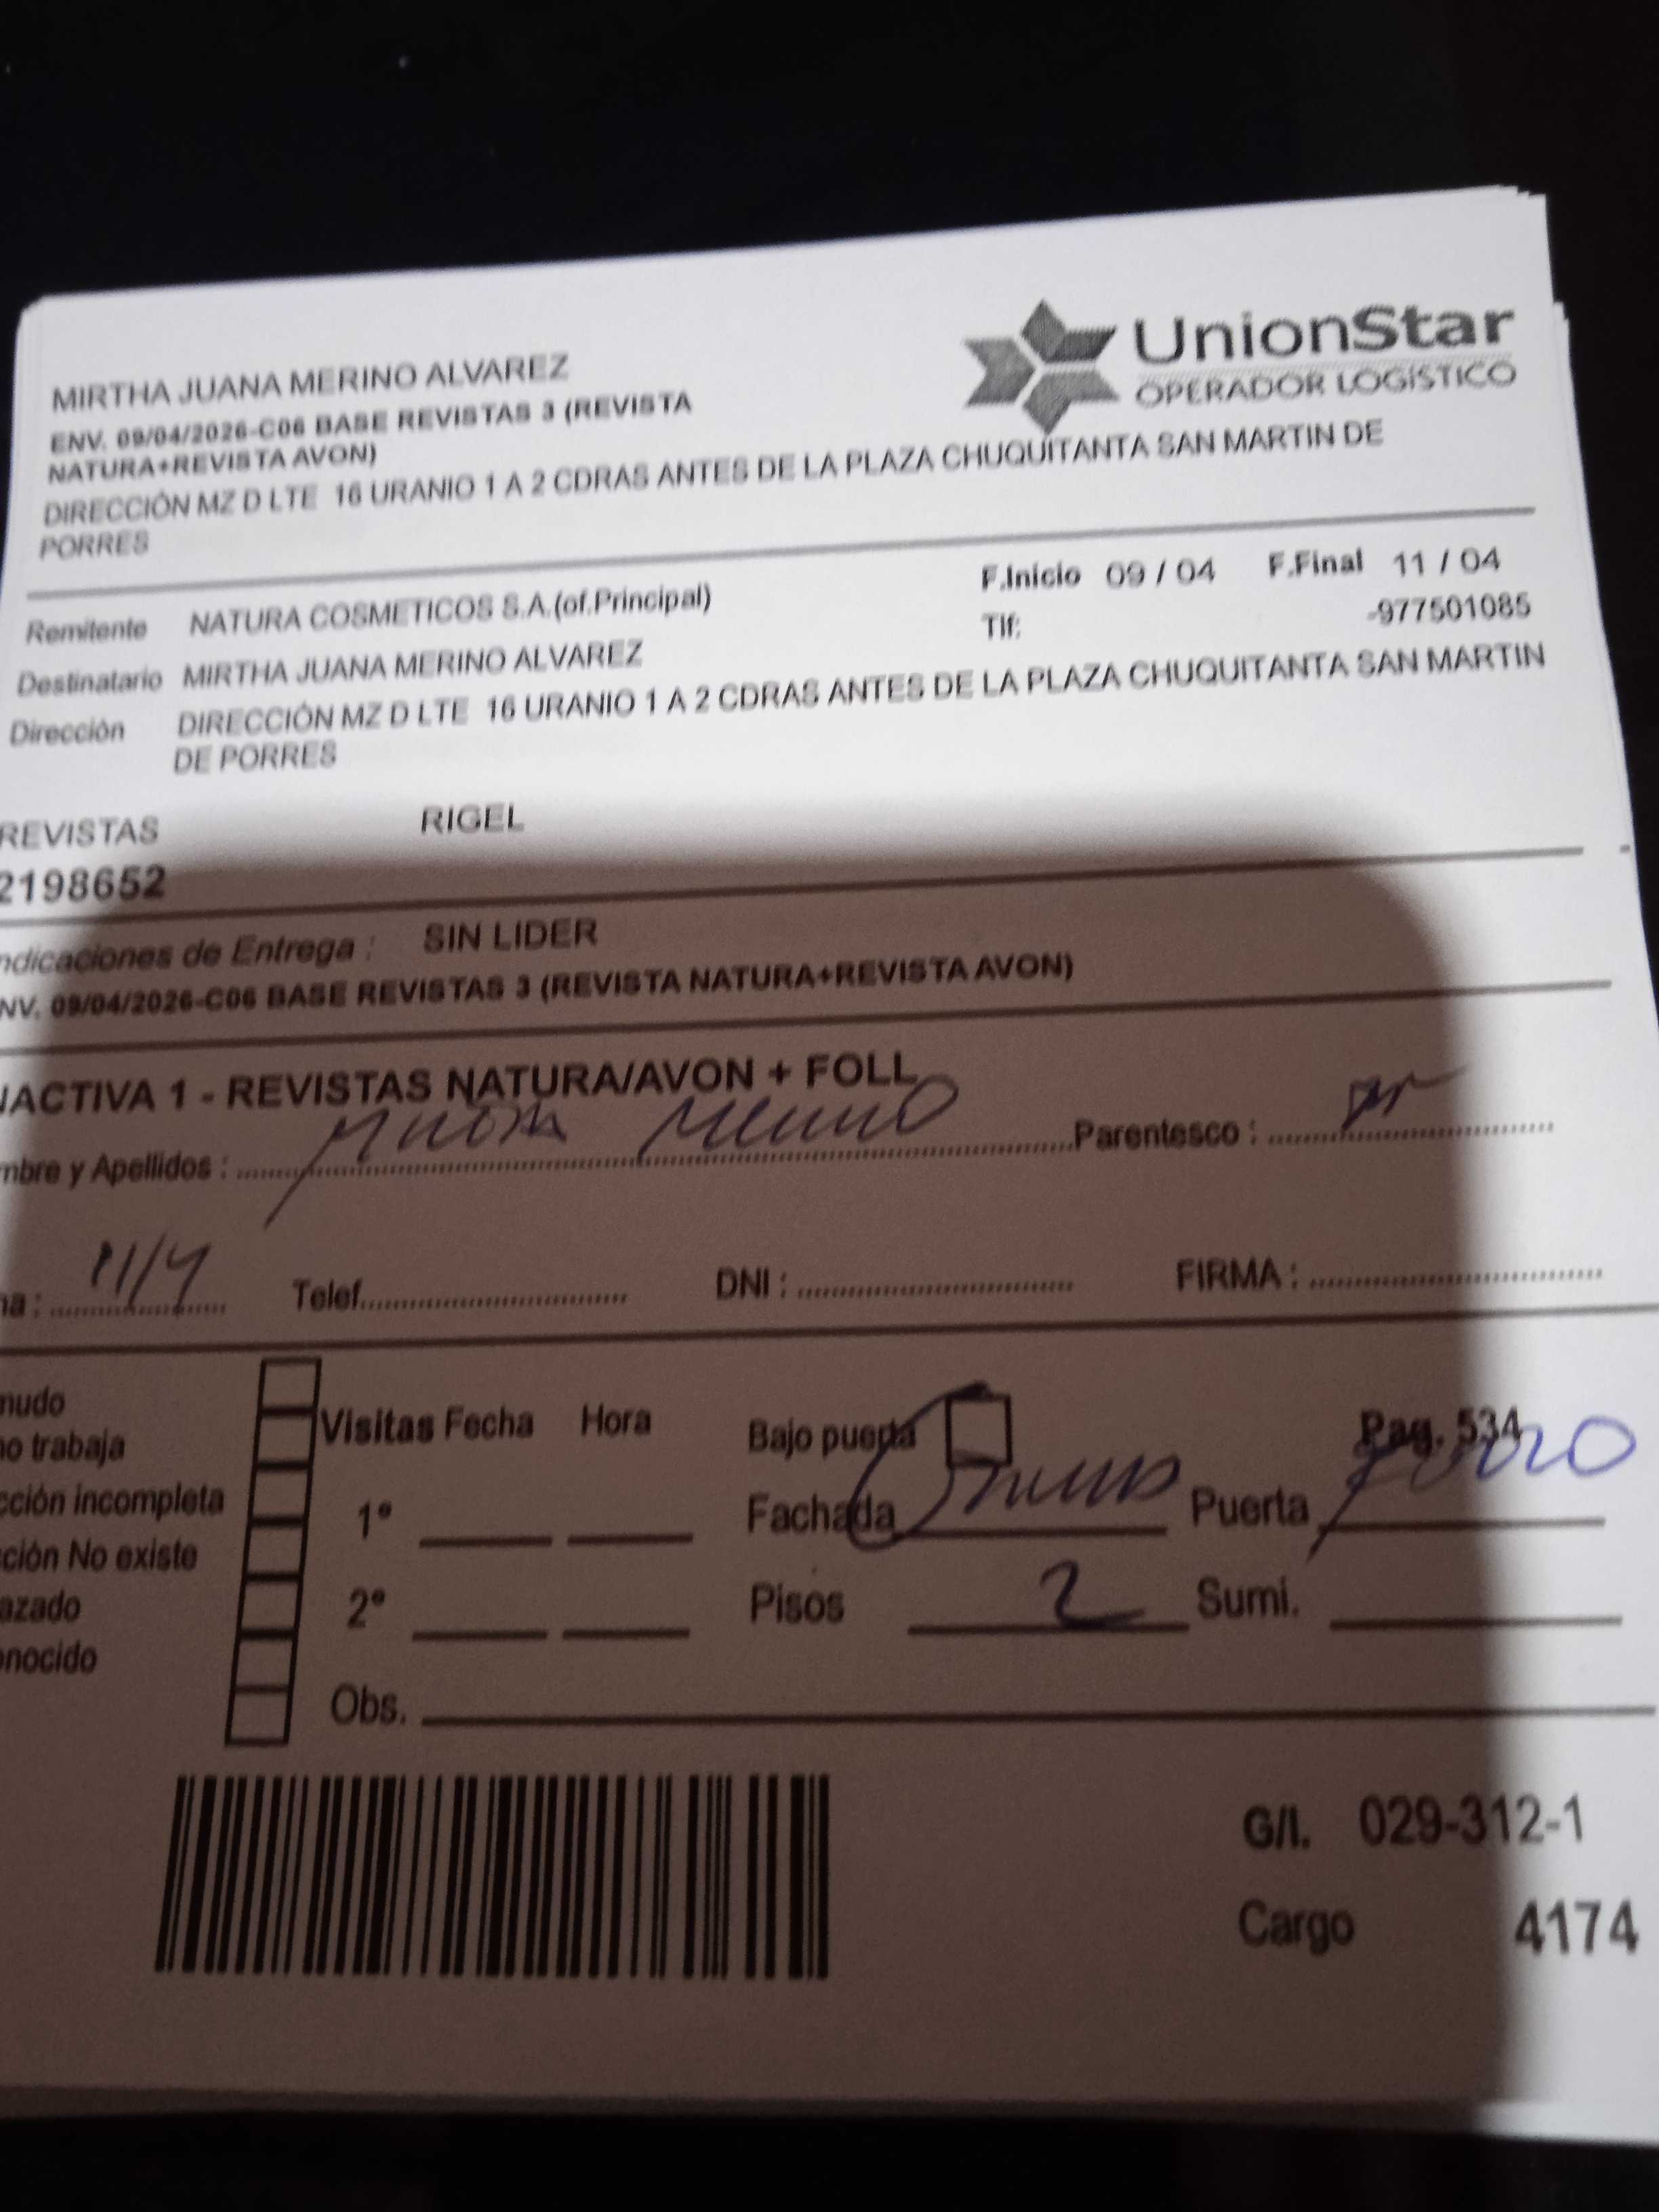 UnionStar
OPERADOR LOGÍSTICO
MIRTHA JUANA MERINO ALVAREZ
ENV. 09/04/2026-C06 BASE REVISTAS 3 (REVISTA
NATURA+REVISTA AVON)
DIRECCIÓN MZ D LTE 16 URANIO 1 A 2 CDRAS ANTES DE LA PLAZA CHUQUITANTA SAN MARTIN DE
PORRES
F.Inicio 09 / 04 F.Final 11 / 04
Remitente NATURA COSMETICOS S.A.(of.Principal)
Tlf: -977501085
Destinatario MIRTHA JUANA MERINO ALVAREZ
Dirección DIRECCIÓN MZ D LTE 16 URANIO 1 A 2 CDRAS ANTES DE LA PLAZA CHUQUITANTA SAN MARTIN
DE PORRES
REVISTAS RIGEL
2198652
ndicaciones de Entrega : SIN LIDER
NV. 09/04/2026-C06 BASE REVISTAS 3 (REVISTA NATURA+REVISTA AVON)
NACTIVA 1 - REVISTAS NATURA/AVON + FOLL
mbre y Apellidos : Merino Parentesco :
ha : 11/4 Telef. DNI : FIRMA :
mudo
no trabaja
cción incompleta
cción No existe
azado
onocido
Visitas Fecha Hora
1°
2°
Obs.
Bajo puerta Pag. 534
Fachada Puerta
Pisos 2 Sumi.
G/I. 029-312-1
Cargo 4174